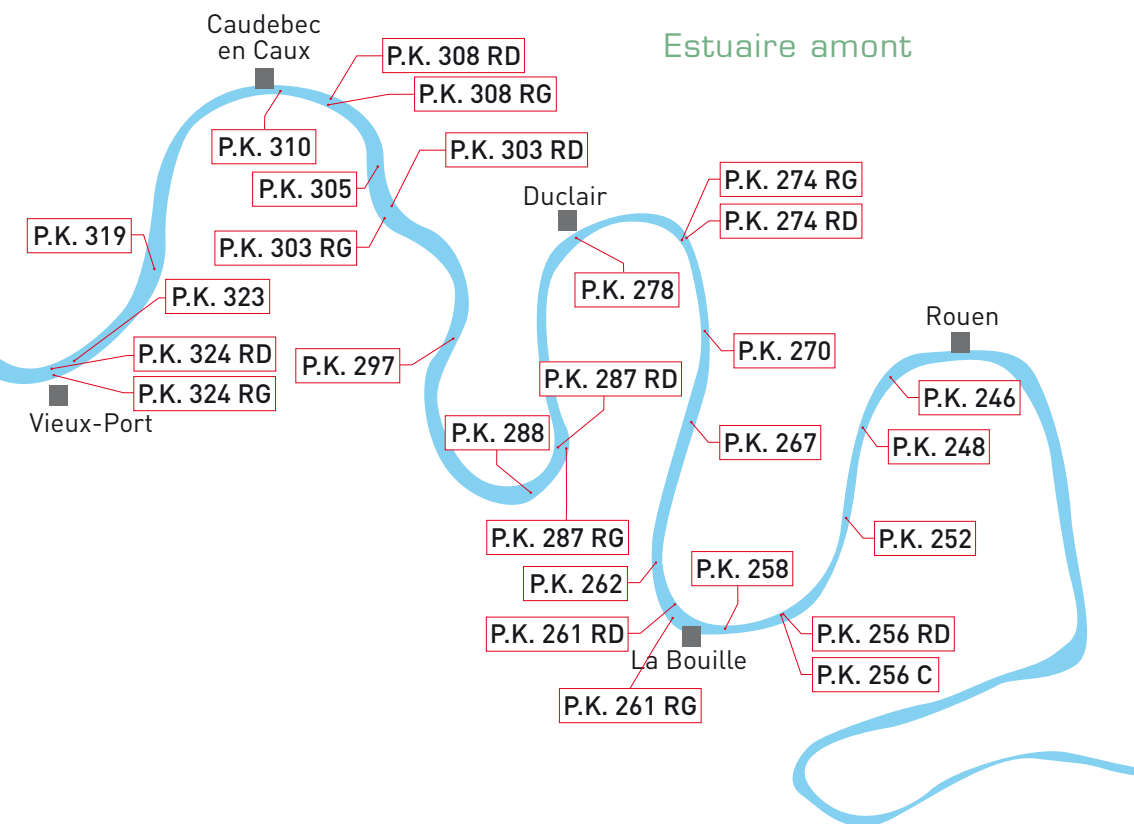 Estuaire amont
Caudebec
en Caux
P.K. 308 RD
P.K. 308 RG
P.K. 310
P.K. 303 RD
P.K. 305
P.K. 303 RG
P.K. 319
P.K. 323
P.K. 324 RD
P.K. 324 RG
Vieux-Port
P.K. 297
Duclair
P.K. 274 RG
P.K. 274 RD
P.K. 278
P.K. 270
P.K. 287 RD
P.K. 288
P.K. 267
P.K. 287 RG
Rouen
P.K. 246
P.K. 248
P.K. 252
P.K. 258
P.K. 262
P.K. 261 RD
La Bouille
P.K. 261 RG
P.K. 256 RD
P.K. 256 C